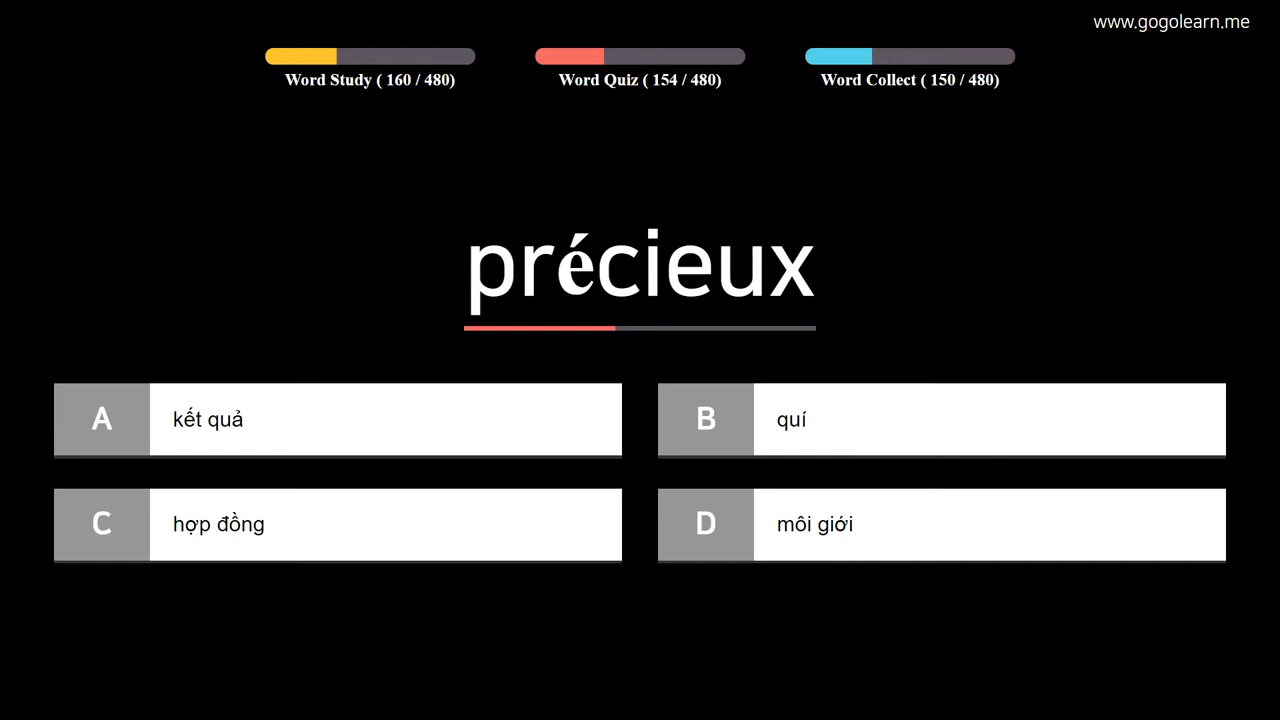 www.gogolearn.me
Word Study ( 160 / 480)
Word Quiz ( 154 / 480)
Word Collect ( 150 / 480)
précieux
A kết quả
B quí
C hợp đồng
D môi giới